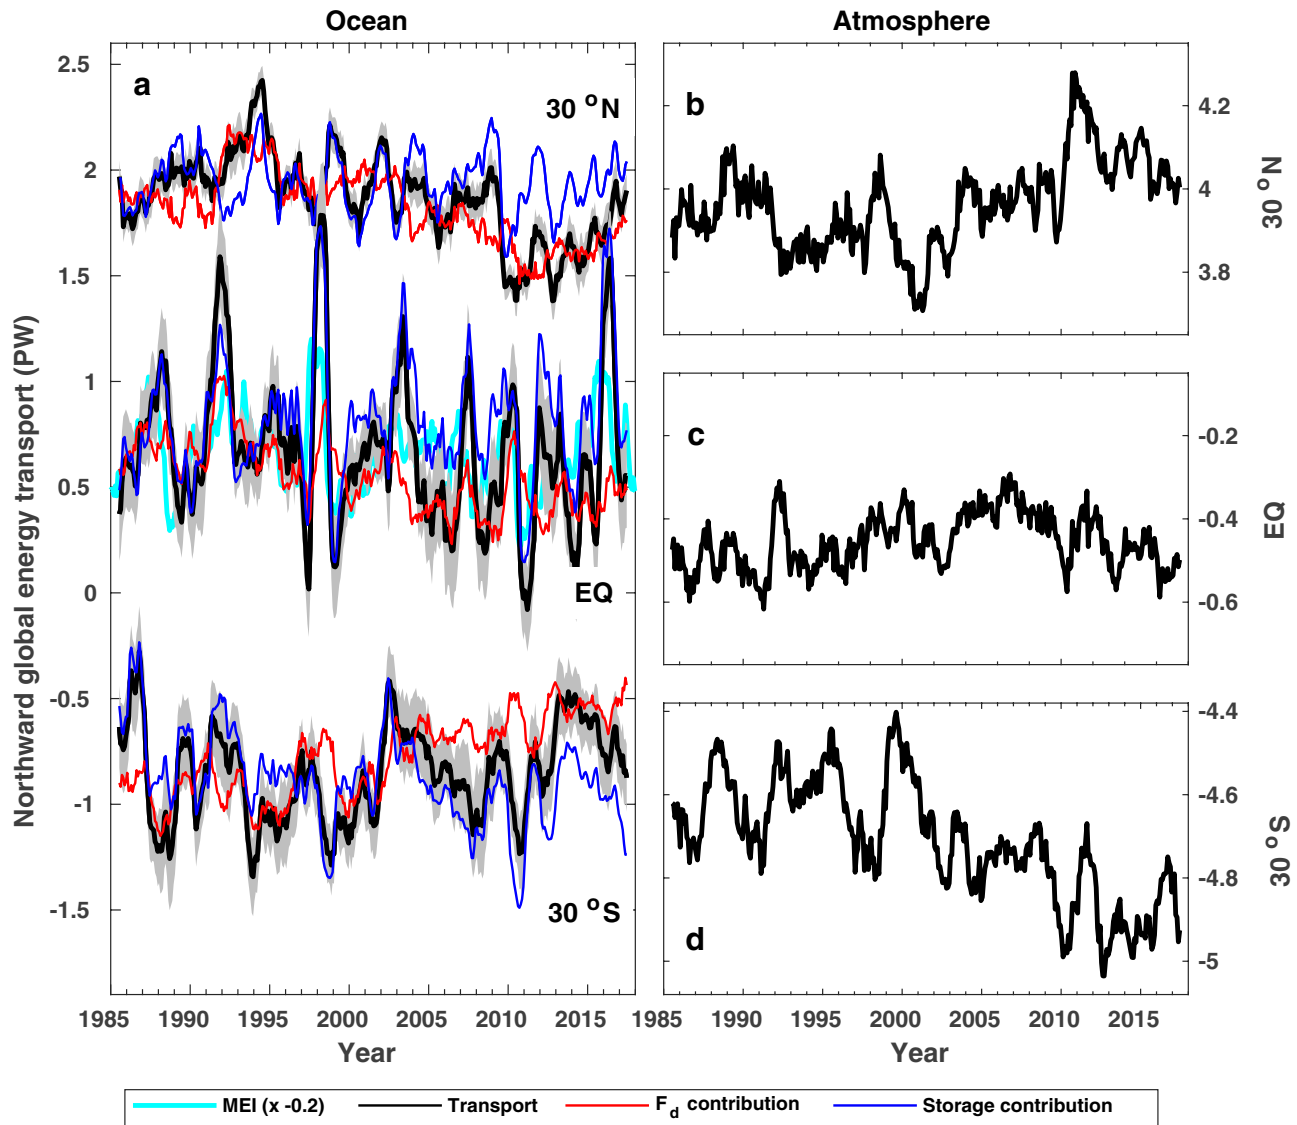 Ocean
Atmosphere
Northward global energy transport (PW)
2.5
2
1.5
1
0.5
0
-0.5
-1
-1.5
a
30 °N
EQ
30 °S
1985 1990 1995 2000 2005 2010 2015
Year
b
4.2
4
3.8
30 °N
c
-0.2
-0.4
-0.6
EQ
d
-4.4
-4.6
-4.8
-5
30 °S
1985 1990 1995 2000 2005 2010 2015
Year
MEI (x -0.2) Transport F_d contribution Storage contribution